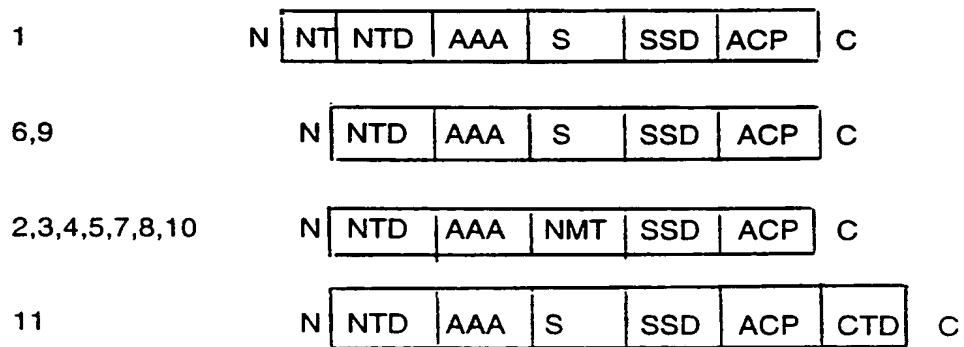 1 N NT NTD AAA S SSD ACP C
6,9 N NTD AAA S SSD ACP C
2,3,4,5,7,8,10 N NTD AAA NMT SSD ACP C
11 N NTD AAA S SSD ACP CTD C